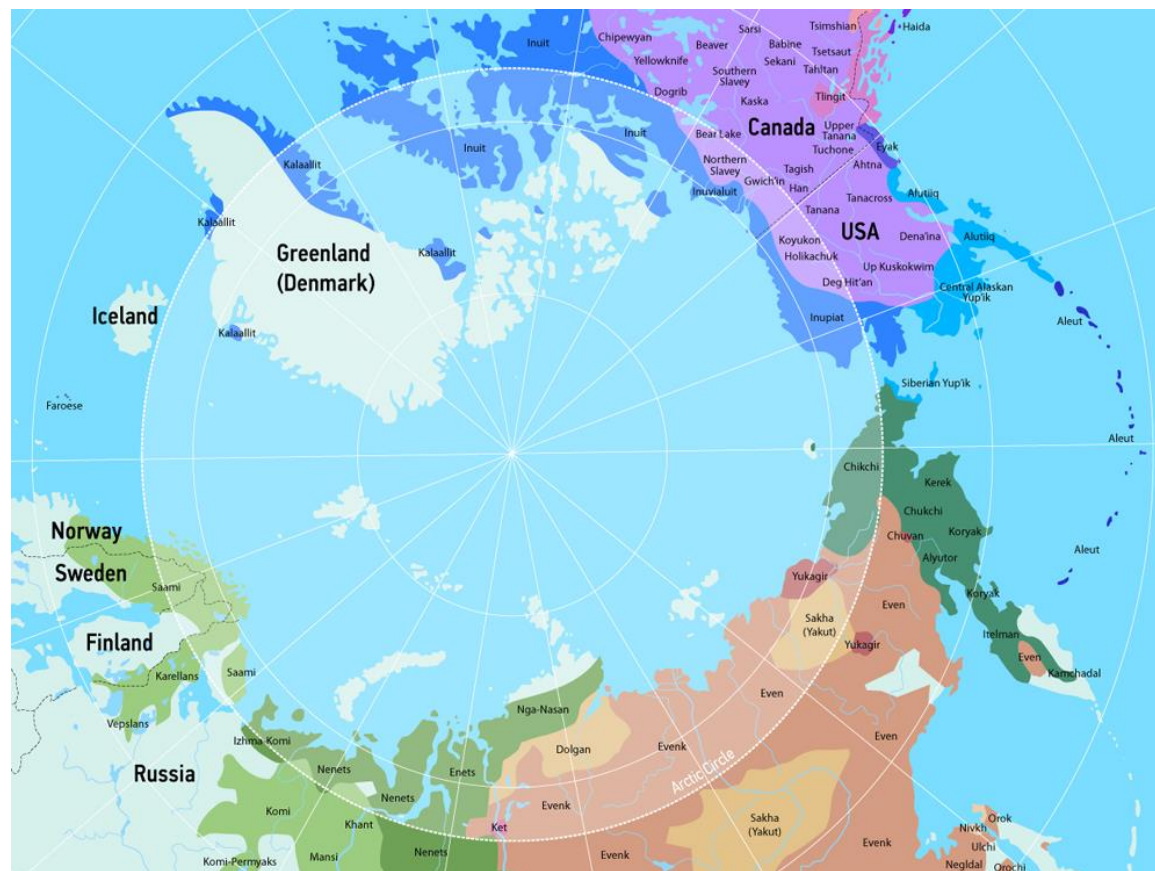 Tsimshian
Haida
Sarsi
Inuit
Chipewyan
Beaver
Babine
Tsetsaut
Yellowknife
Sekani
Southern
Slavey
Tahltan
Dogrib
Kaska
Tlingit
Inuit
Bear Lake
Canada
Upper
Tanana
Inuit
Tuchone
Eyak
Kalaallit
Northern
Slavey
Tagish
Ahtna
Gwich'in
Han
Inuvialuit
Tanacross
Alutiiq
Kalaallit
Tanana
USA
Dena'ina
Alutiiq
Koyukon
Holikachuk
Kalaallit
Greenland
(Denmark)
Up Kuskokwim
Deg Hit'an
Central Alaskan
Yup'ik
Iceland
Inupiat
Aleut
Kalaallit
Siberian Yup'ik
Faroese
Aleut
Chikchi
Kerek
Chukchi
Norway
Chuvan
Koryak
Aleut
Alyutor
Sweden
Saami
Yukagir
Koryak
Even
Sakha
(Yakut)
Finland
Itelman
Yukagir
Even
Karellans
Saami
Kamchadal
Even
Nga-Nasan
Vepslans
Izhma-Komi
Dolgan
Evenk
Even
Russia
Nenets
Enets
Arctic Circle
Nenets
Evenk
Komi
Khant
Ket
Sakha
(Yakut)
Orok
Nivkh
Evenk
Ulchi
Komi-Permyaks
Mansi
Nenets
Evenk
Negldal
Orochi